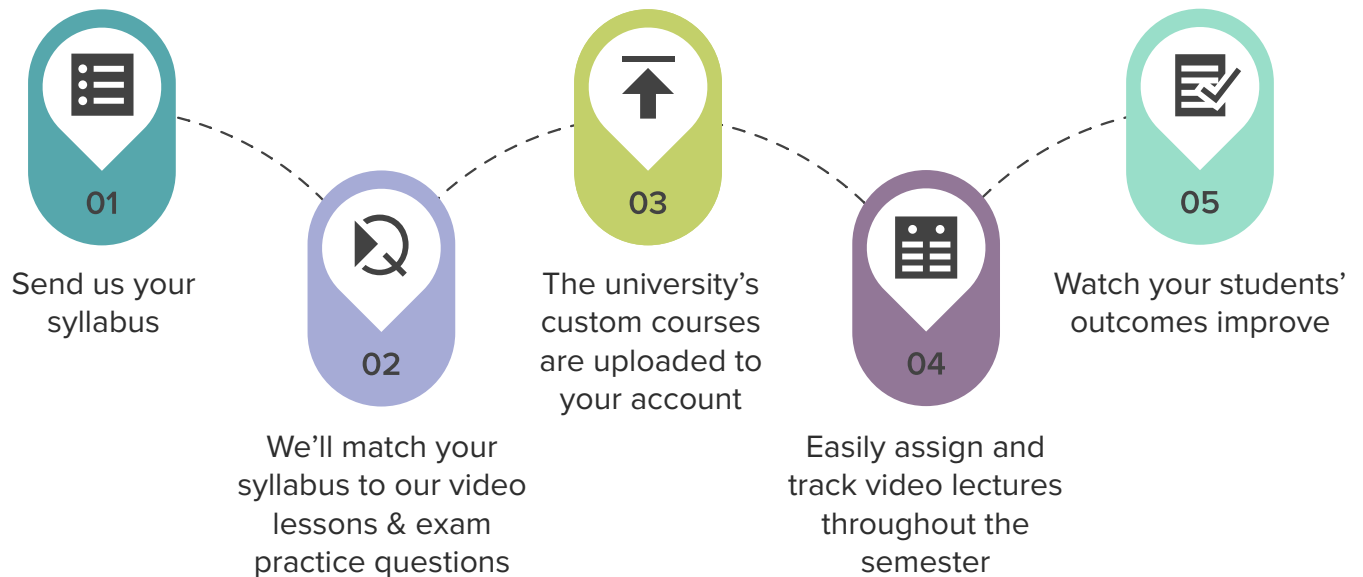 01
Send us your
syllabus
02
We’ll match your
syllabus to our video
lessons & exam
practice questions
03
The university’s
custom courses
are uploaded to
your account
04
Easily assign and
track video lectures
throughout the
semester
05
Watch your students’
outcomes improve